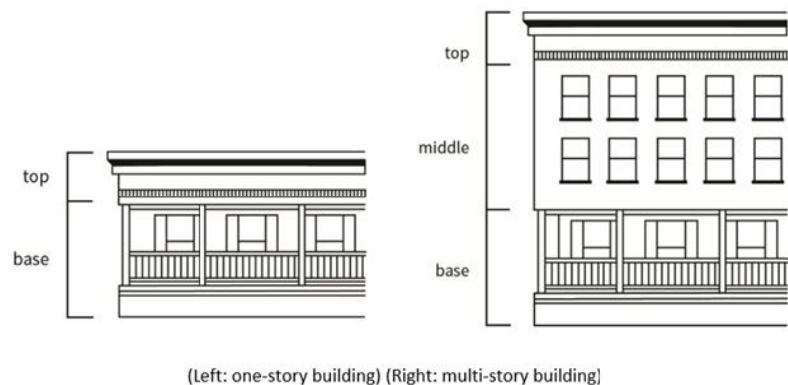 top
base
top
middle
base
(Left: one-story building) (Right: multi-story building)